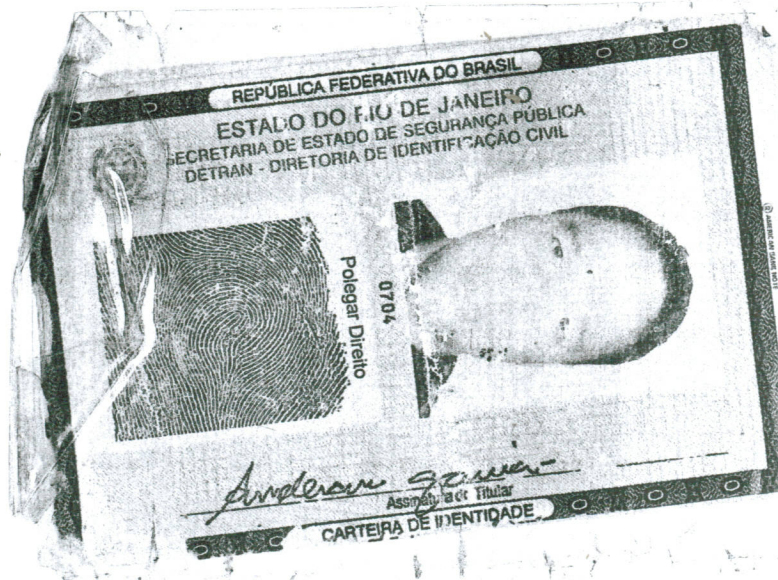 REPÚBLICA FEDERATIVA DO BRASIL
ESTADO DO RIO DE JANEIRO
SECRETARIA DE ESTADO DE SEGURANÇA PÚBLICA
DETRAN - DIRETORIA DE IDENTIFICAÇÃO CIVIL
Polegar Direito
0704
Anderson
Assinatura do Titular
CARTEIRA DE IDENTIDADE